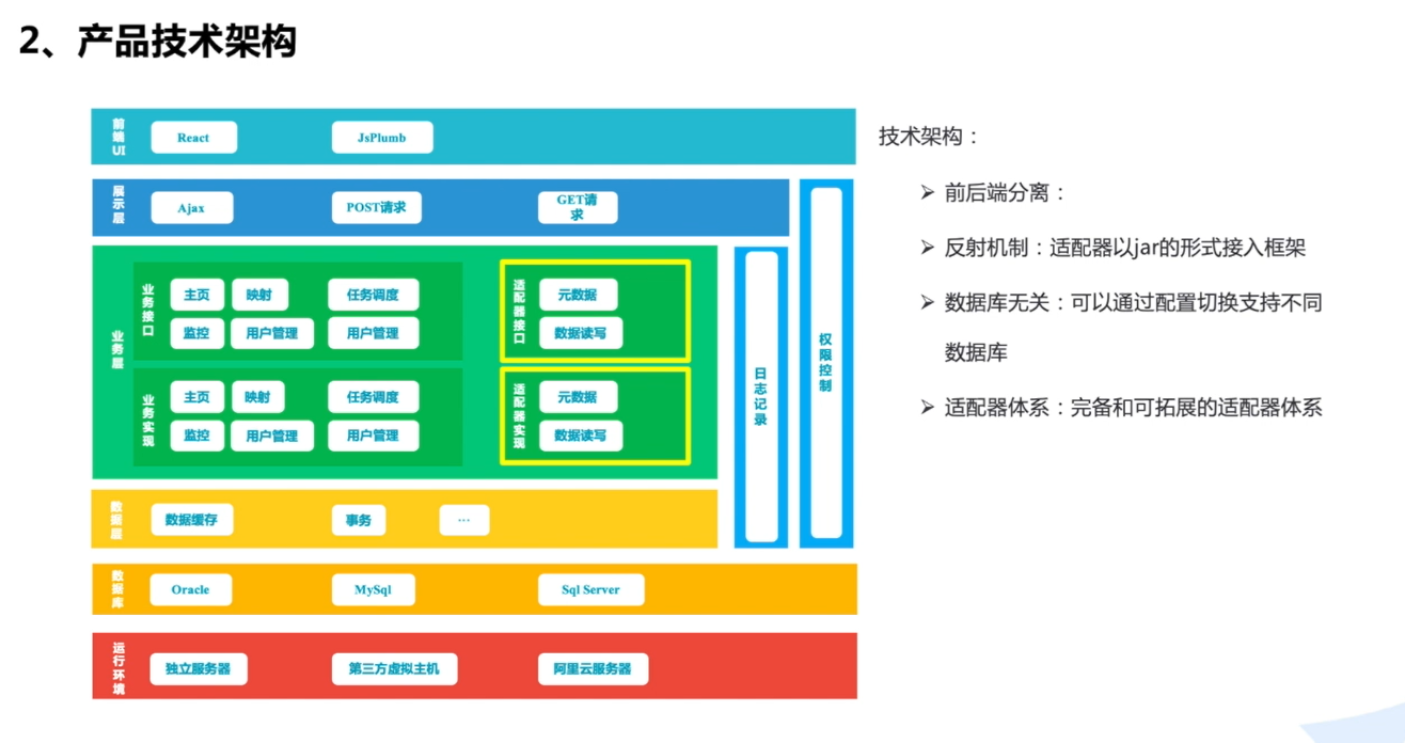 2、产品技术架构
前端UI
React
JsPlumb
展示层
Ajax
POST请求
GET请
求
业务层
业务接口
主页
映射
任务调度
监控
用户管理
用户管理
适配器接口
元数据
数据读写
业务实现
主页
映射
任务调度
监控
用户管理
用户管理
适配器实现
元数据
数据读写
日志记录
权限控制
数据层
数据缓存
事务
...
数据库
Oracle
MySql
Sql Server
运行环境
独立服务器
第三方虚拟主机
阿里云服务器
技术架构：
➢ 前后端分离：
➢ 反射机制：适配器以jar的形式接入框架
➢ 数据库无关：可以通过配置切换支持不同
数据库
➢ 适配器体系：完备和可拓展的适配器体系